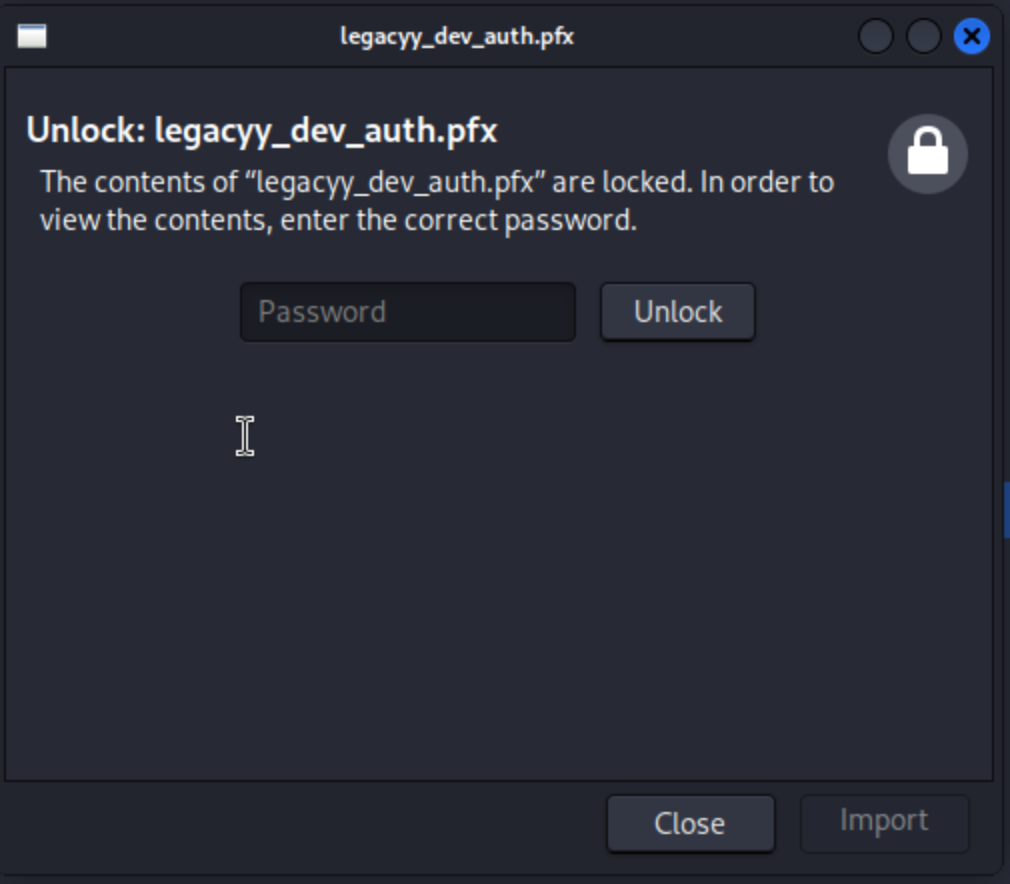 legacyy_dev_auth.pfx
Unlock: legacyy_dev_auth.pfx
The contents of “legacyy_dev_auth.pfx” are locked. In order to
view the contents, enter the correct password.
Password
Unlock
Close
Import